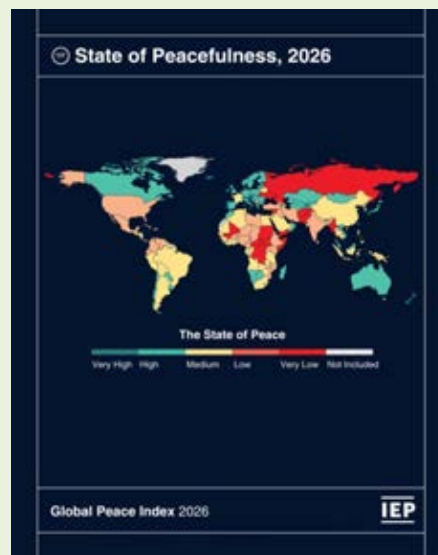 State of Peacefulness, 2026
The State of Peace
Very High High Medium Low Very Low Not Included
Global Peace Index 2026
IEP